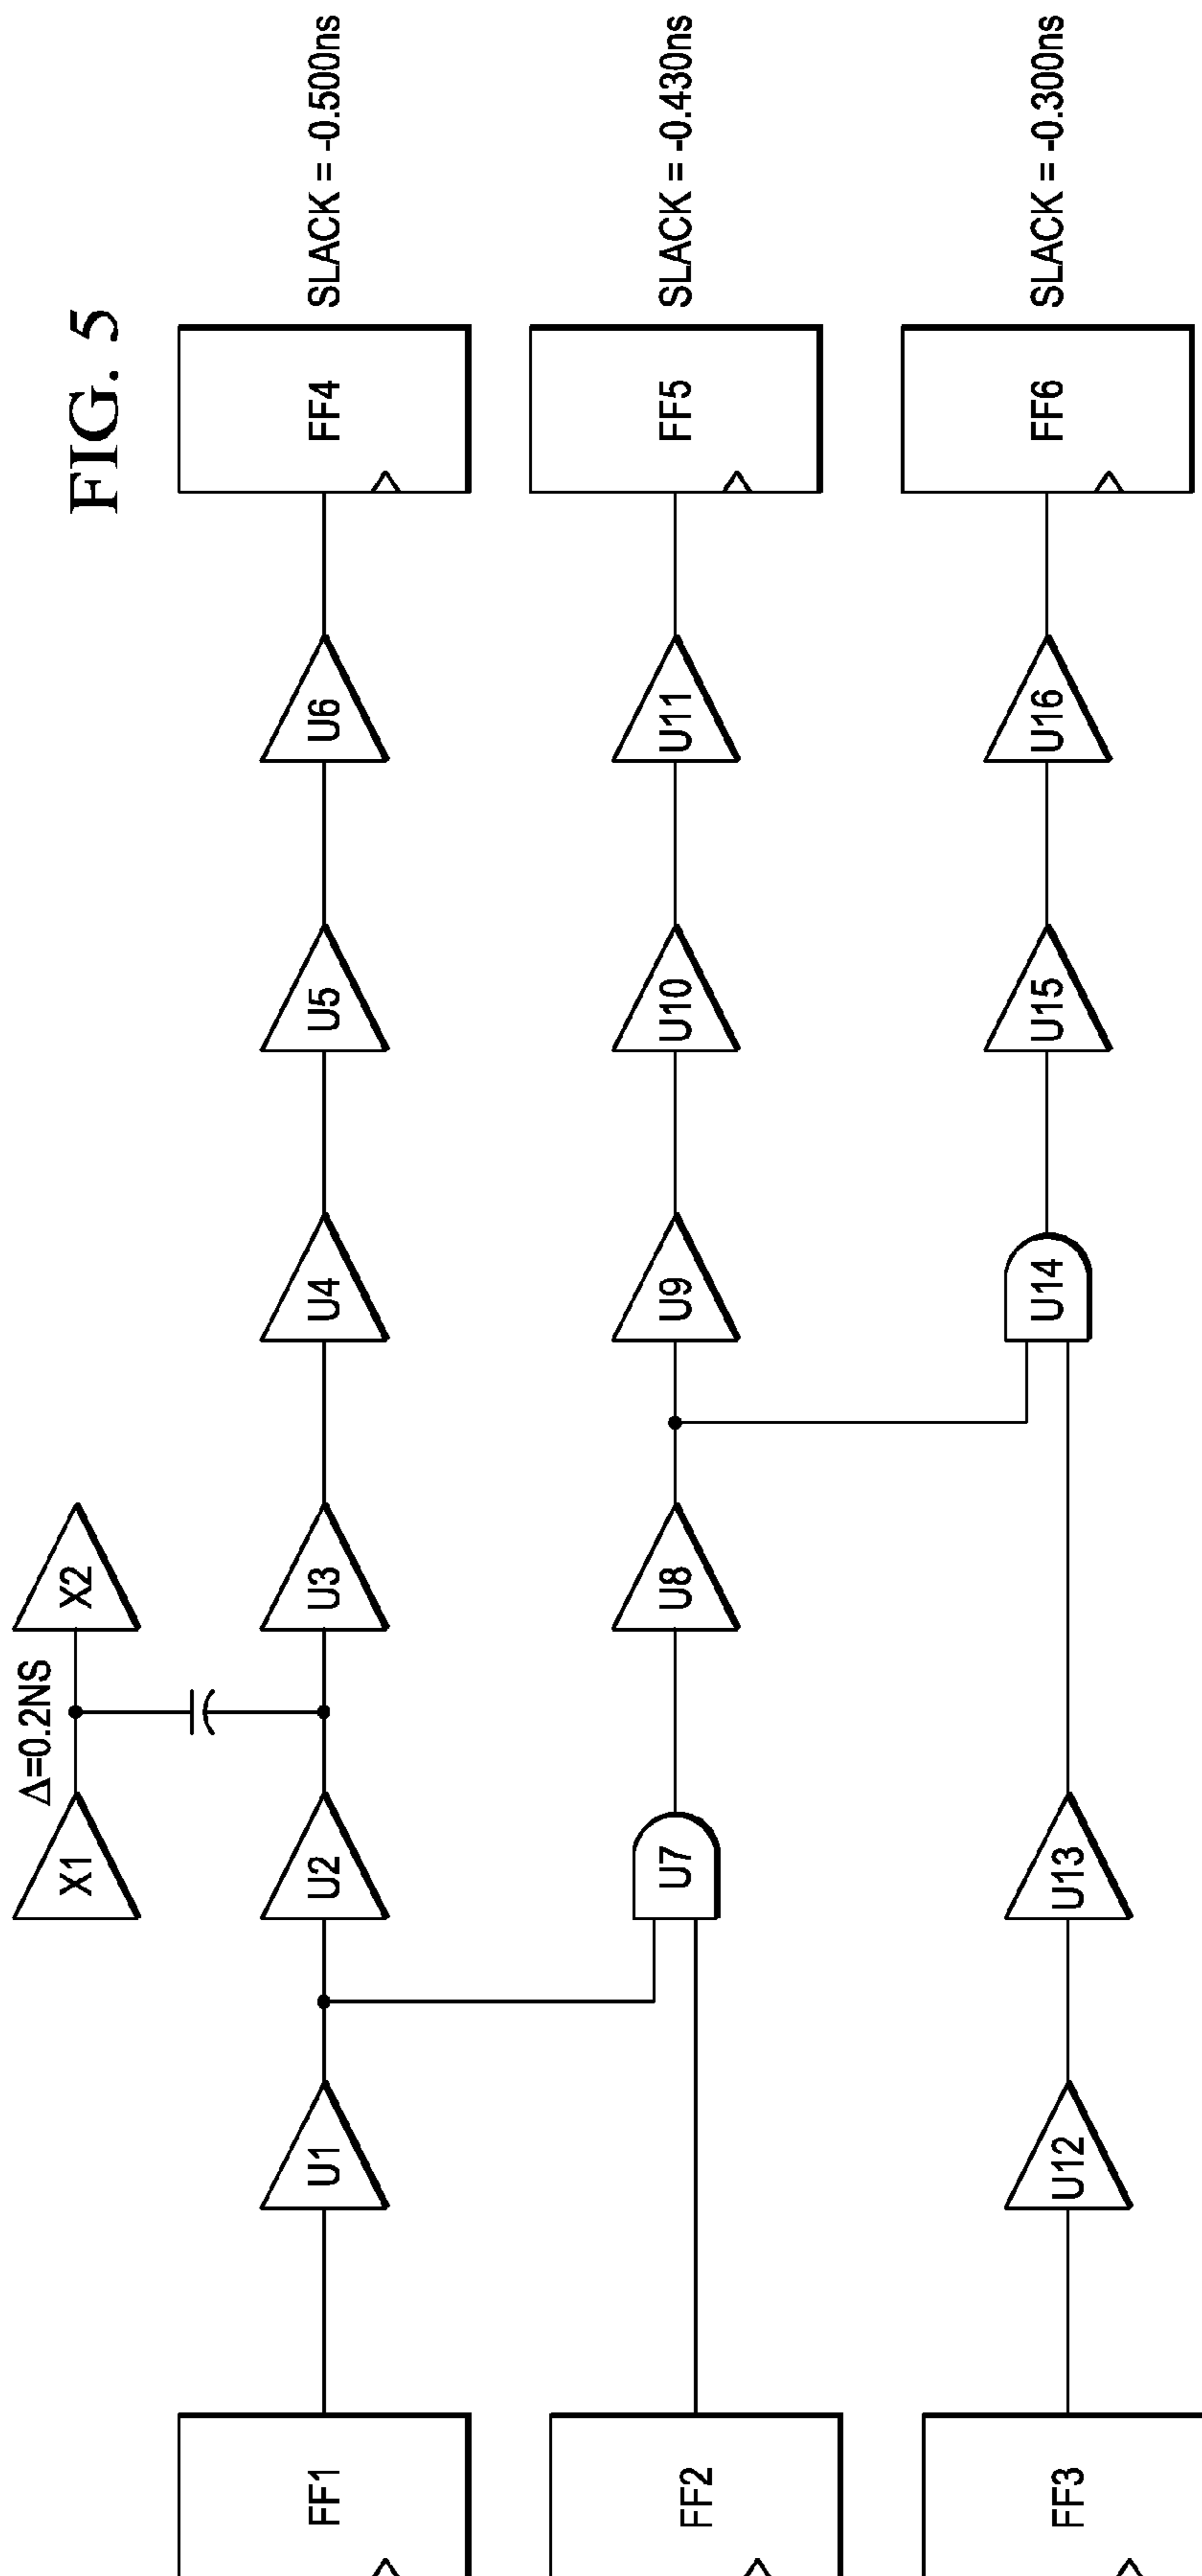 FIG. 5
X1
Δ=0.2NS
X2
FF1
U1
U2
U3
U4
U5
U6
FF4
SLACK = -0.500ns
FF2
U7
U8
U9
U10
U11
FF5
SLACK = -0.430ns
FF3
U12
U13
U14
U15
U16
FF6
SLACK = -0.300ns